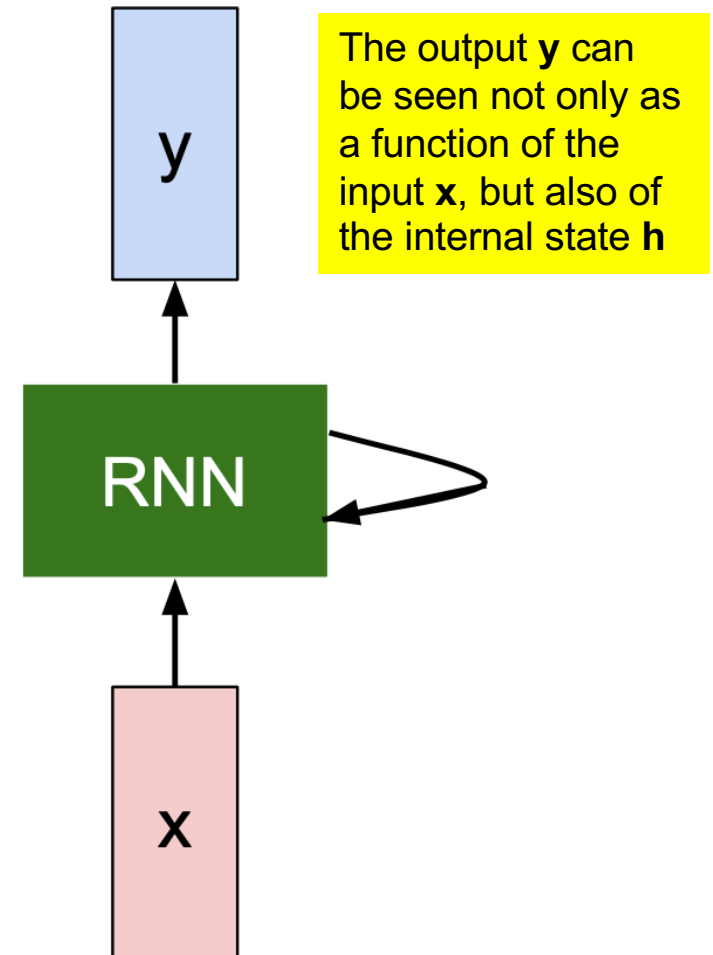 y
The output y can
be seen not only as
a function of the
input x, but also of
the internal state h
RNN
x